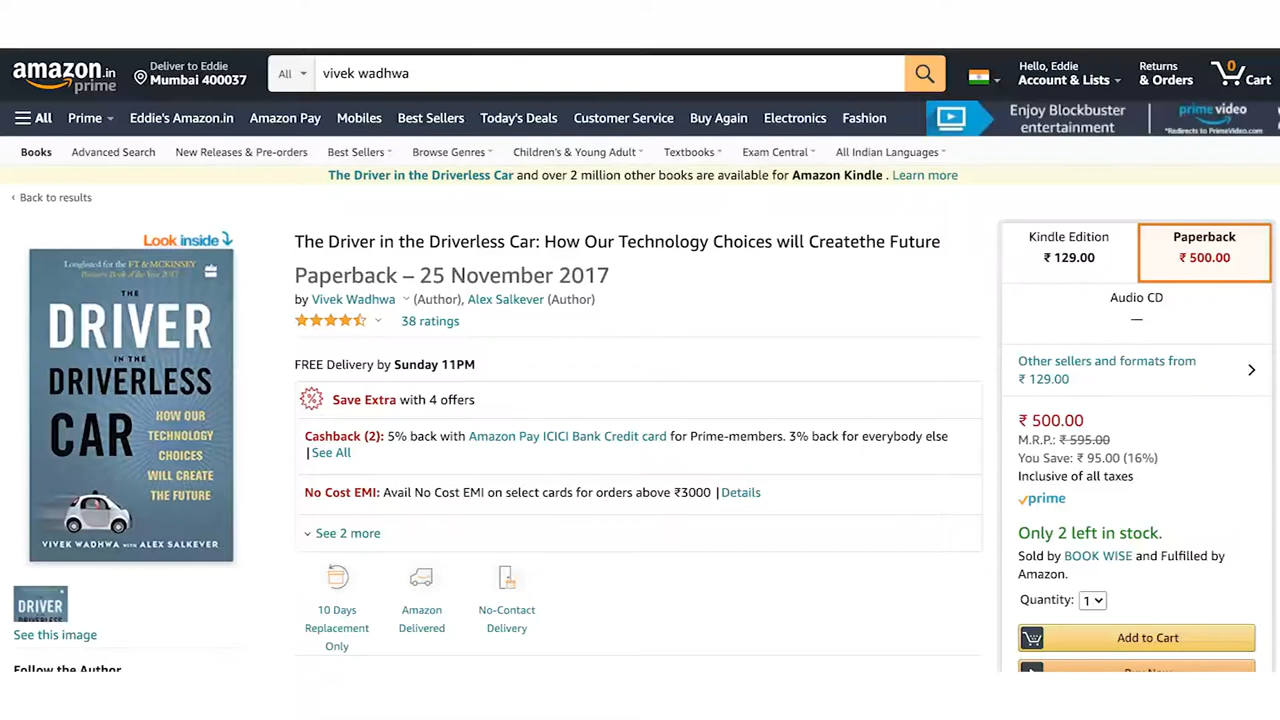 amazon.in
prime
Deliver to Eddie
Mumbai 400037
All
vivek wadhwa
Hello, Eddie
Account & Lists
Returns
& Orders
0
Cart
All
Prime
Eddie's Amazon.in
Amazon Pay
Mobiles
Best Sellers
Today's Deals
Customer Service
Buy Again
Electronics
Fashion
Enjoy Blockbuster
entertainment
prime video
*Redirects to PrimeVideo.com
Books
Advanced Search
New Releases & Pre-orders
Best Sellers
Browse Genres
Children's & Young Adult
Textbooks
Exam Central
All Indian Languages
The Driver in the Driverless Car and over 2 million other books are available for Amazon Kindle . Learn more
‹ Back to results
Look inside
Longlisted for the FT & MCKINSEY
Business Book of the Year 2017
THE
DRIVER
IN THE
DRIVERLESS
CAR
HOW OUR
TECHNOLOGY
CHOICES
WILL CREATE
THE FUTURE
VIVEK WADHWA WITH ALEX SALKEVER
DRIVER
DRIVERLESS
See this image
Follow the Author
The Driver in the Driverless Car: How Our Technology Choices will Createthe Future
Paperback – 25 November 2017
by Vivek Wadhwa (Author), Alex Salkever (Author)
38 ratings
FREE Delivery by Sunday 11PM
% Save Extra with 4 offers
Cashback (2): 5% back with Amazon Pay ICICI Bank Credit card for Prime-members. 3% back for everybody else
|See All
No Cost EMI: Avail No Cost EMI on select cards for orders above ₹3000 |Details
See 2 more
10 Days
Replacement
Only
Amazon
Delivered
No-Contact
Delivery
Kindle Edition
₹ 129.00
Paperback
₹ 500.00
Audio CD
—
Other sellers and formats from
₹ 129.00
₹ 500.00
M.R.P.: ₹ 595.00
You Save: ₹ 95.00 (16%)
Inclusive of all taxes
prime
Only 2 left in stock.
Sold by BOOK WISE and Fulfilled by
Amazon.
Quantity: 1
Add to Cart
Buy Now